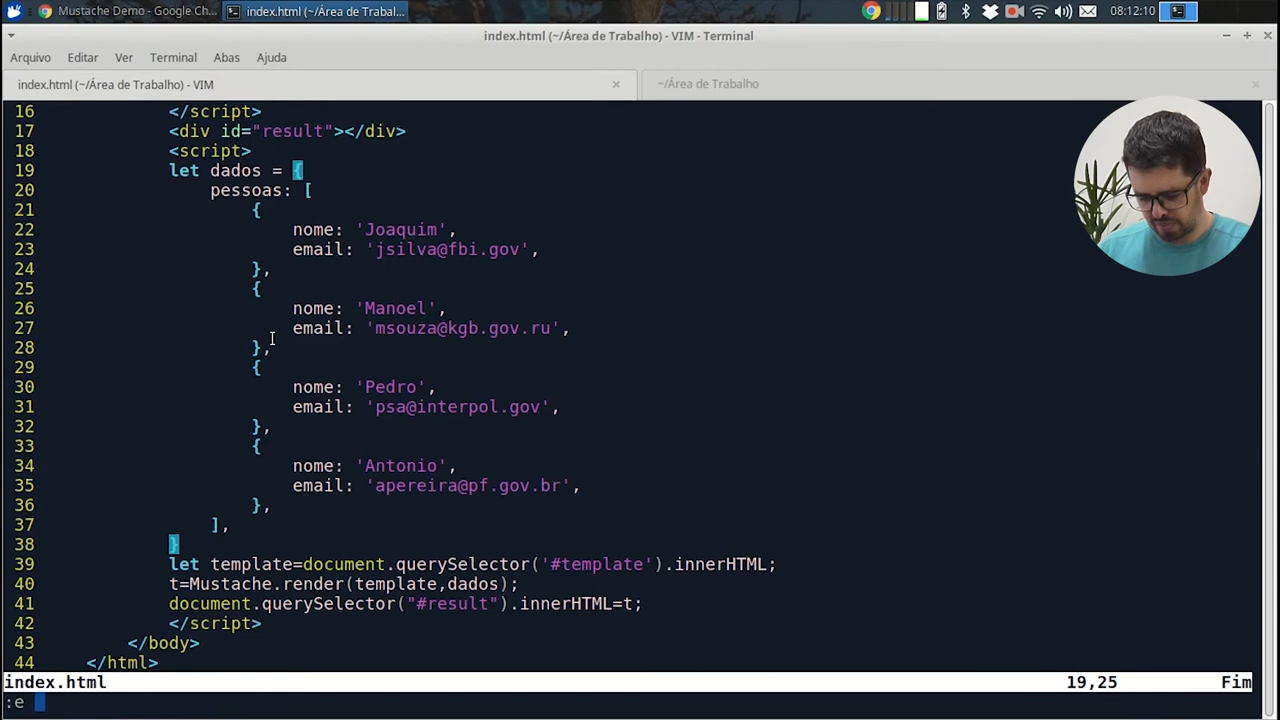 Mustache Demo - Google Ch...
index.html (~/Área de Trabal...
08:12:10
index.html (~/Área de Trabalho) - VIM - Terminal
Arquivo Editar Ver Terminal Abas Ajuda
index.html (~/Área de Trabalho) - VIM
~/Área de Trabalho
16 </script>
17 <div id="result"></div>
18 <script>
19 let dados = {
20 pessoas: [
21 {
22 nome: 'Joaquim',
23 email: 'jsilva@fbi.gov',
24 },
25 {
26 nome: 'Manoel',
27 email: 'msouza@kgb.gov.ru',
28 },
29 {
30 nome: 'Pedro',
31 email: 'psa@interpol.gov',
32 },
33 {
34 nome: 'Antonio',
35 email: 'apereira@pf.gov.br',
36 },
37 ],
38 }
39 let template=document.querySelector('#template').innerHTML;
40 t=Mustache.render(template,dados);
41 document.querySelector("#result").innerHTML=t;
42 </script>
43 </body>
44 </html>
index.html 19,25 Fim
:e